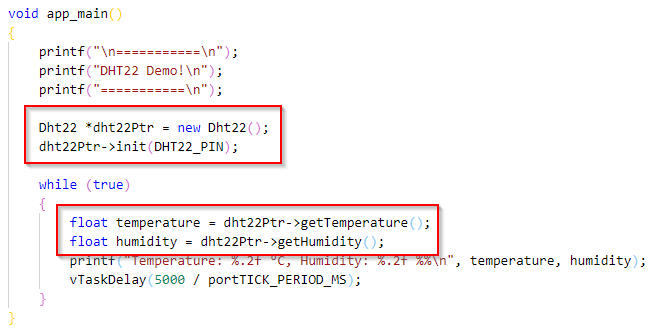 void app_main()
{
printf("\n===========\n");
printf("DHT22 Demo!\n");
printf("===========\n");
Dht22 *dht22Ptr = new Dht22();
dht22Ptr->init(DHT22_PIN);
while (true)
{
float temperature = dht22Ptr->getTemperature();
float humidity = dht22Ptr->getHumidity();
printf("Temperature: %.2f ºC, Humidity: %.2f %%\n", temperature, humidity);
vTaskDelay(5000 / portTICK_PERIOD_MS);
}
}